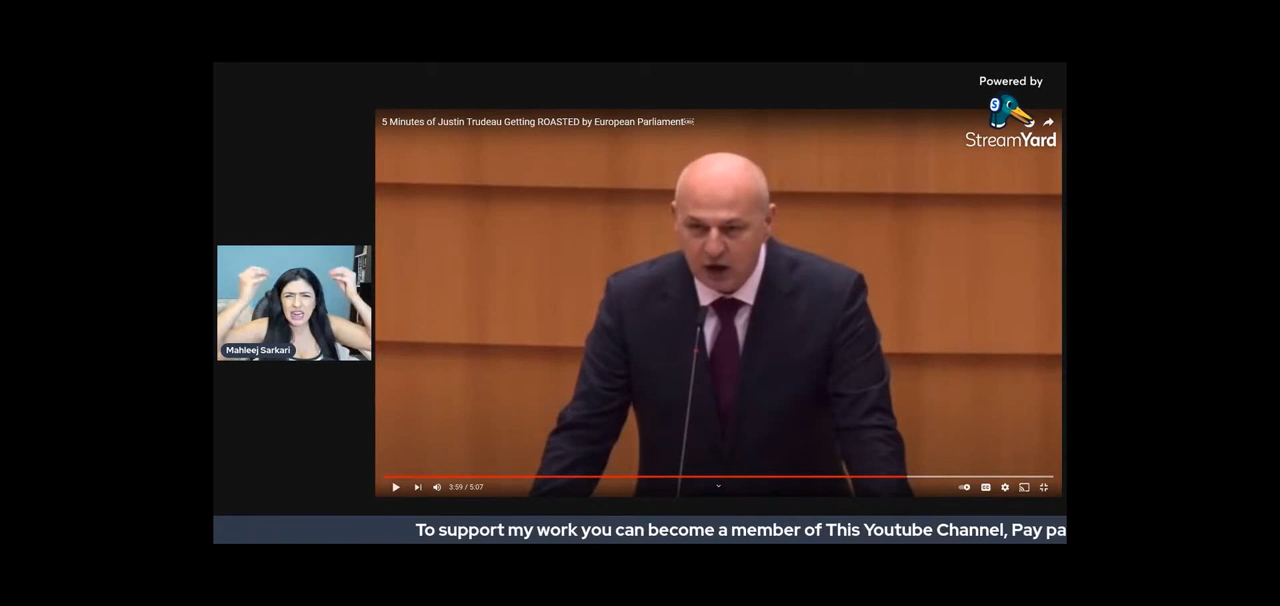 Powered by
StreamYard
5 Minutes of Justin Trudeau Getting ROASTED by European Parliament
Mahleej Sarkari
3:59 / 5:07
To support my work you can become a member of This Youtube Channel, Pay pa